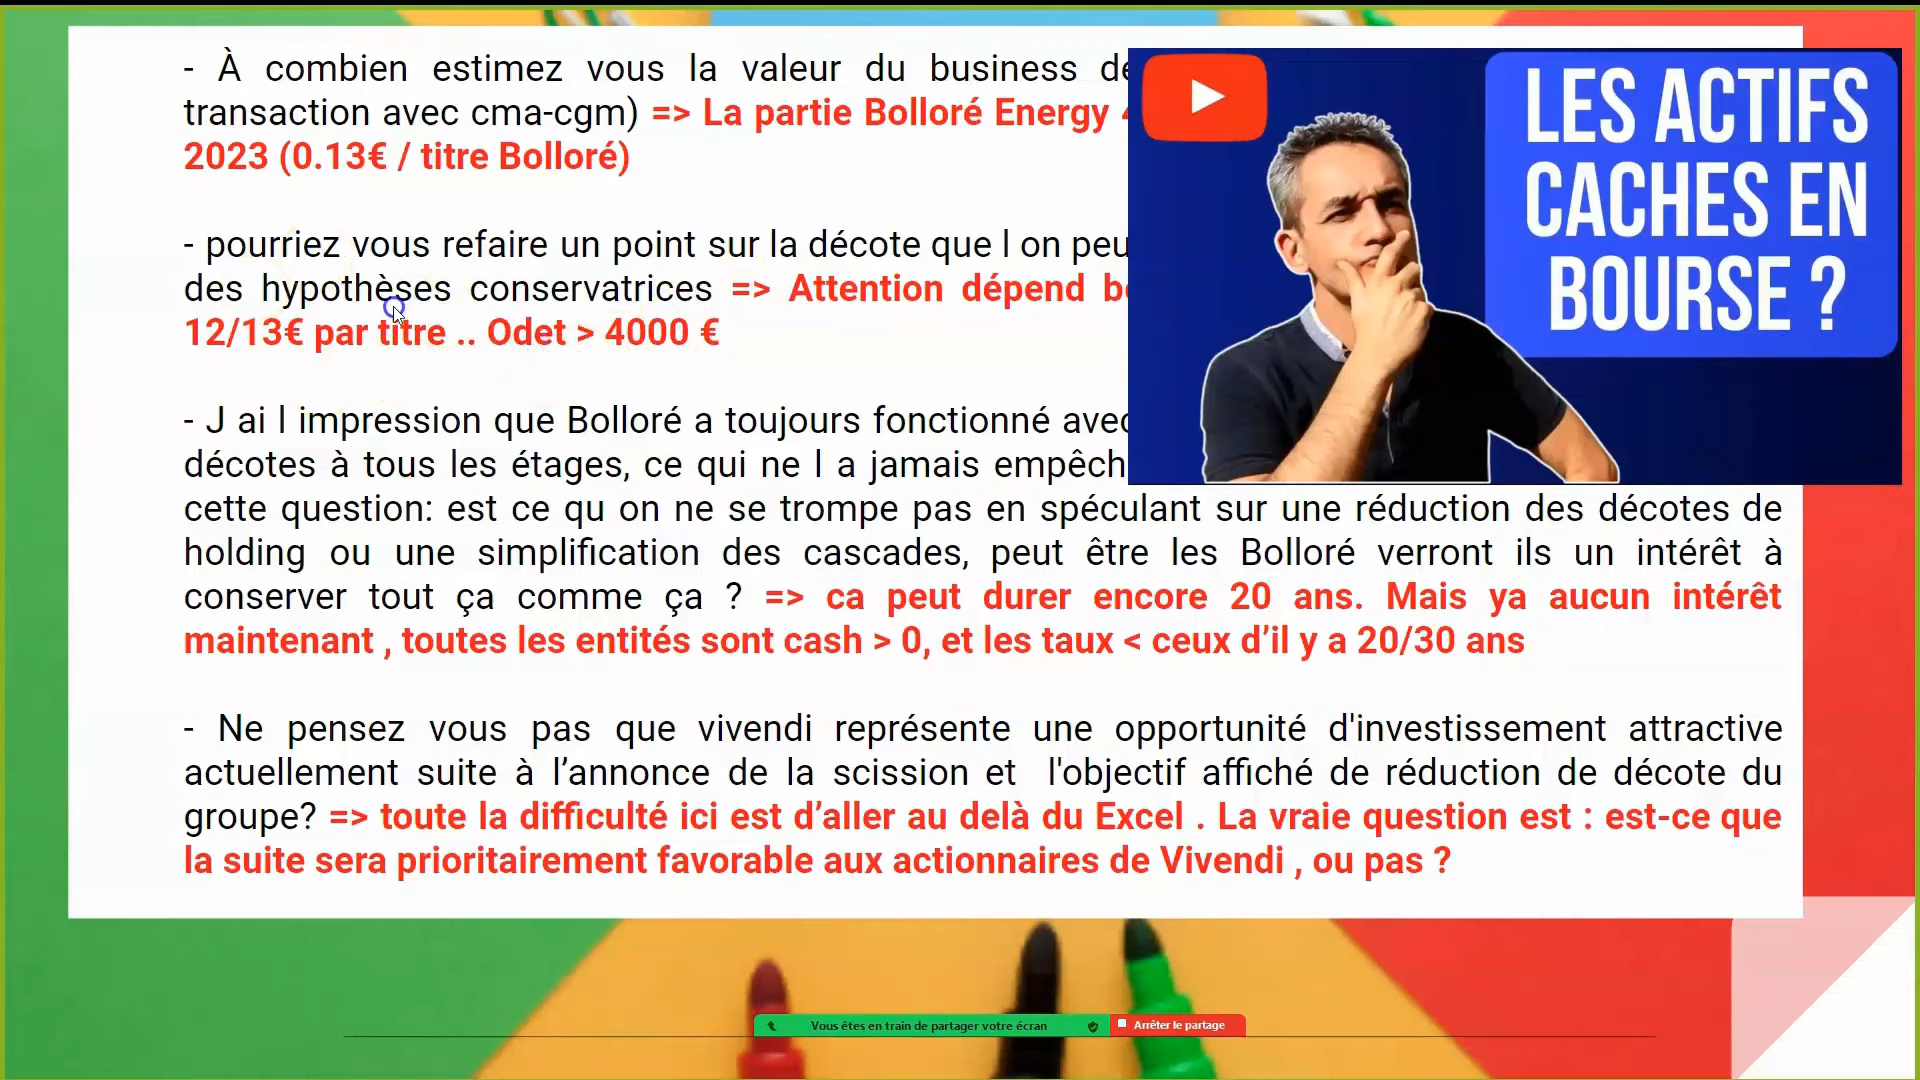 - À combien estimez vous la valeur du business
transaction avec cma-cgm) => La partie Bolloré Energy
2023 (0.13€ / titre Bolloré)
- pourriez vous refaire un point sur la décote que l on
des hypothèses conservatrices => Attention dépend
12/13€ par titre .. Odet > 4000 €
- J ai l impression que Bolloré a toujours fonctionné
décotes à tous les étages, ce qui ne l a jamais
cette question: est ce qu on ne se trompe pas en spéculant sur une réduction des décotes de
holding ou une simplification des cascades, peut être les Bolloré verront ils un intérêt à
conserver tout ça comme ça ? => ca peut durer encore 20 ans. Mais ya aucun intérêt
maintenant , toutes les entités sont cash > 0, et les taux < ceux d’il y a 20/30 ans
- Ne pensez vous pas que vivendi représente une opportunité d'investissement attractive
actuellement suite à l’annonce de la scission et l'objectif affiché de réduction de décote du
groupe? => toute la difficulté ici est d’aller au delà du Excel . La vraie question est : est-ce que
la suite sera prioritairement favorable aux actionnaires de Vivendi , ou pas ?
LES ACTIFS
CACHES EN
BOURSE ?
Vous êtes en train de partager votre écran
Arrêter le partage